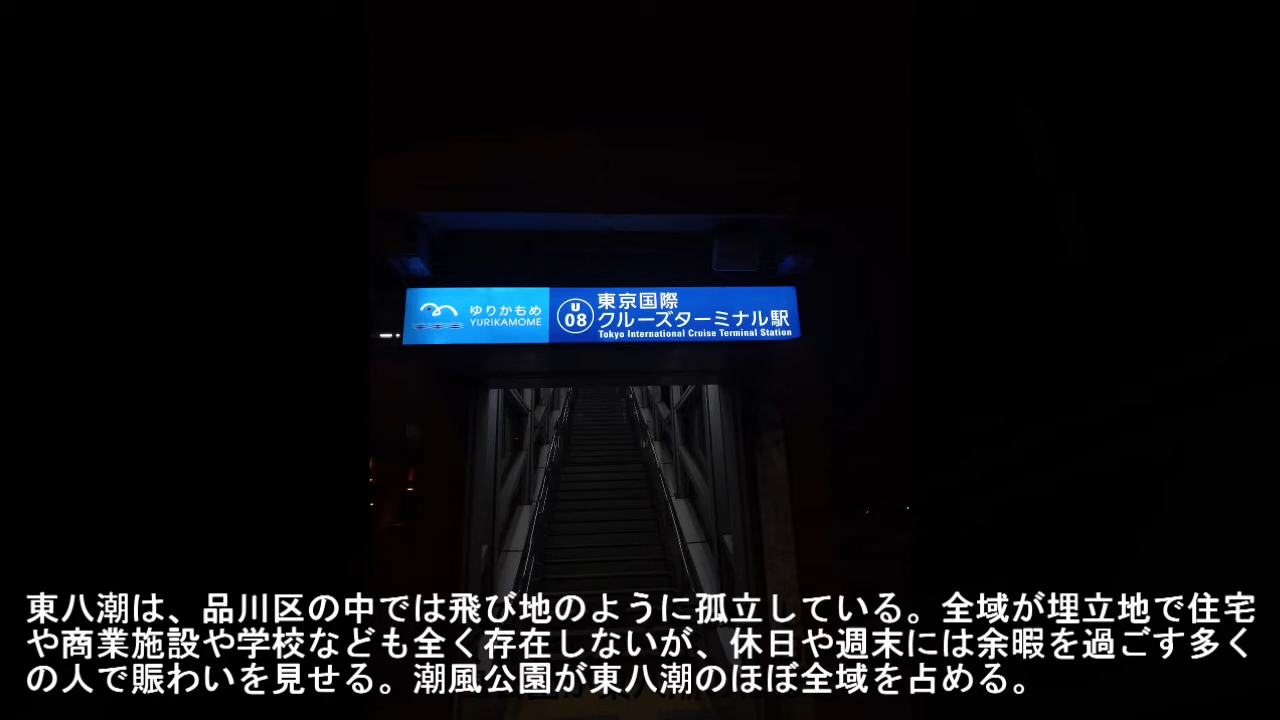 ゆりかもめ
YURIKAMOME
U
08
東京国際
クルーズターミナル駅
Tokyo International Cruise Terminal Station
東八潮は、品川区の中では飛び地のように孤立している。全域が埋立地で住宅
や商業施設や学校なども全く存在しないが、休日や週末には余暇を過ごす多く
の人で賑わいを見せる。潮風公園が東八潮のほぼ全域を占める。